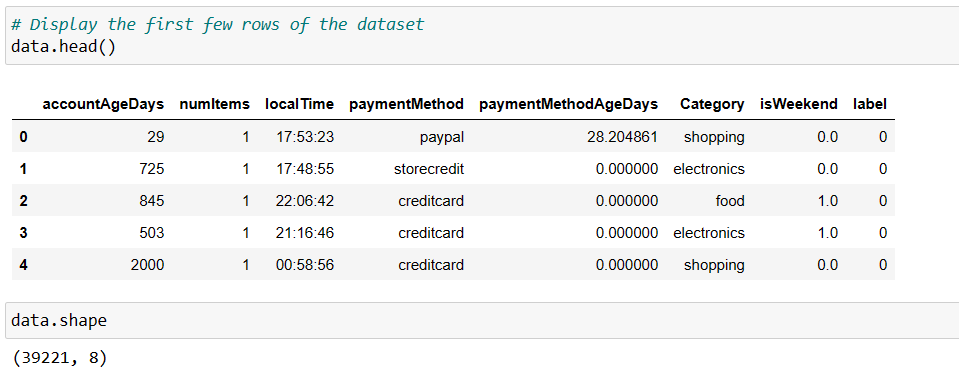 # Display the first few rows of the dataset
data.head()
accountAgeDays numItems localTime paymentMethod paymentMethodAgeDays Category isWeekend label
0 29 1 17:53:23 paypal 28.204861 shopping 0.0 0
1 725 1 17:48:55 storecredit 0.000000 electronics 0.0 0
2 845 1 22:06:42 creditcard 0.000000 food 1.0 0
3 503 1 21:16:46 creditcard 0.000000 electronics 1.0 0
4 2000 1 00:58:56 creditcard 0.000000 shopping 0.0 0
data.shape
(39221, 8)